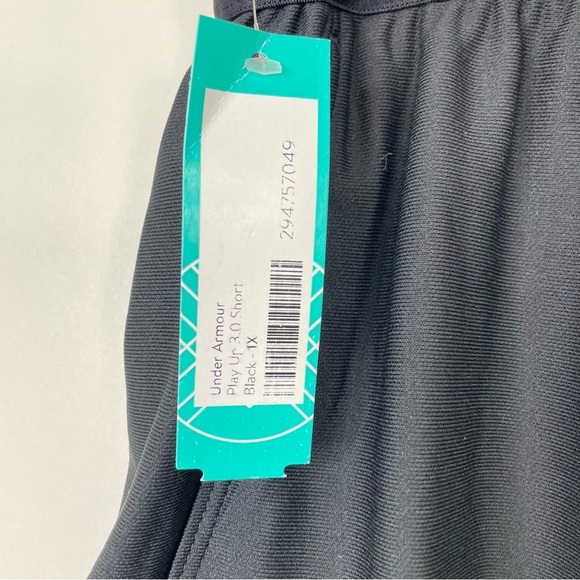 Under Armour
Play Up 3.0 Short
Black - 1X
294757049